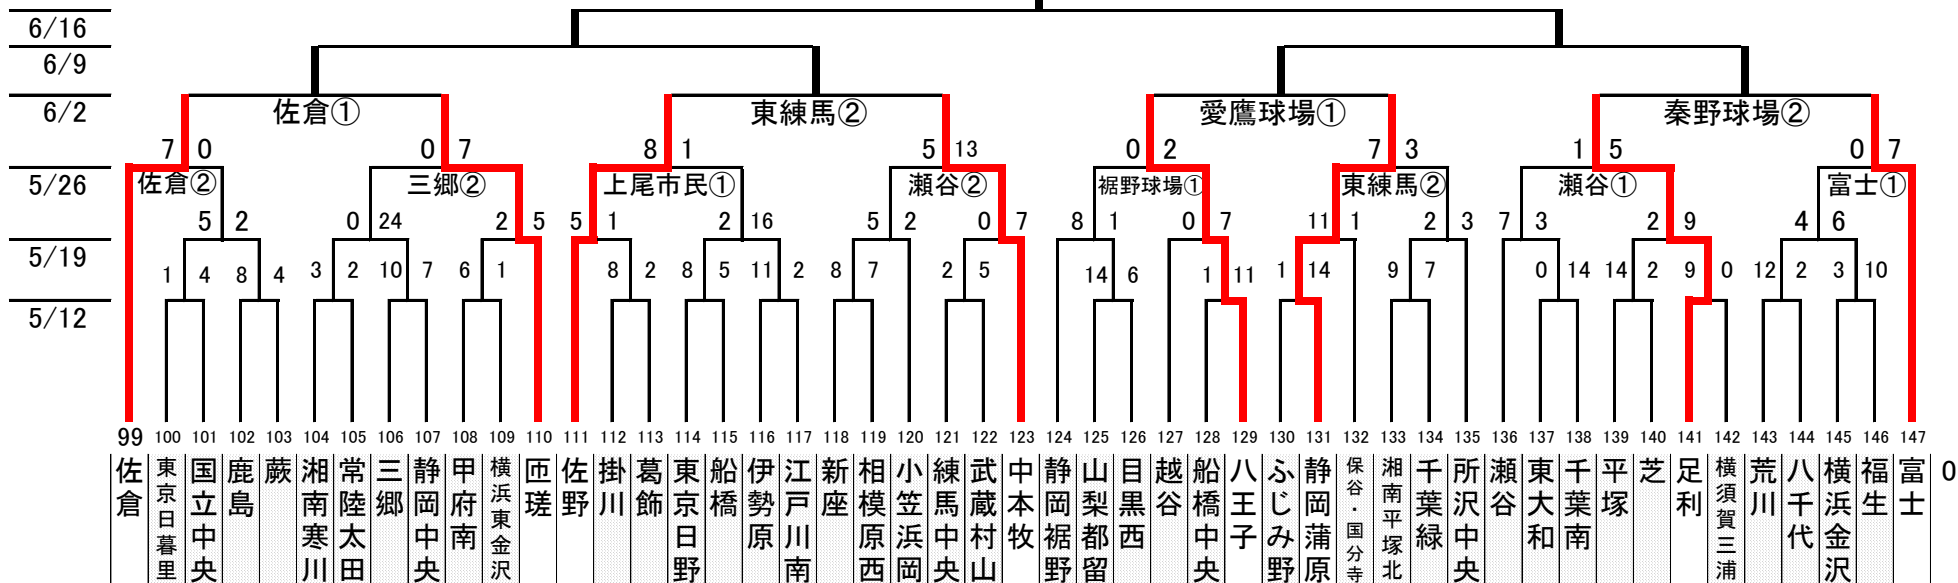 6/16
6/9
6/2
佐倉① 東練馬② 愛鷹球場① 秦野球場②
7 0 0 7 8 1 5 13 0 2 7 3 1 5 0 7
5/26
佐倉② 三郷② 上尾市民① 瀬谷② 裾野球場① 東練馬② 瀬谷① 富士①
5 2 0 24 2 5 5 1 2 16 5 2 0 7 8 1 0 7 11 1 2 3 7 3 2 9 4 6
5/19
1 4 8 4 3 2 10 7 6 1 8 2 8 5 11 2 8 7 2 5 14 6 1 11 1 14 9 7 0 14 14 2 9 0 12 2 3 10
5/12
99 100 101 102 103 104 105 106 107 108 109 110 111 112 113 114 115 116 117 118 119 120 121 122 123 124 125 126 127 128 129 130 131 132 133 134 135 136 137 138 139 140 141 142 143 144 145 146 147
佐倉
東京日暮里
国立中央
鹿島
蕨
湘南寒川
常陸太田
三郷
静岡中央
甲府南
横浜東金沢
匝瑳
佐野
掛川
葛飾
東京日野
船橋
伊勢原
江戸川南
新座
相模原西
小笠浜岡
練馬中央
武蔵村山
中本牧
静岡裾野
山梨都留
目黒西
越谷
船橋中央
八王子
ふじみ野
静岡蒲原
保谷・国分寺
湘南平塚北
千葉緑
所沢中央
瀬谷
東大和
千葉南
平塚
芝
足利
横須賀三浦
荒川
八千代
横浜金沢
福生
富士
0